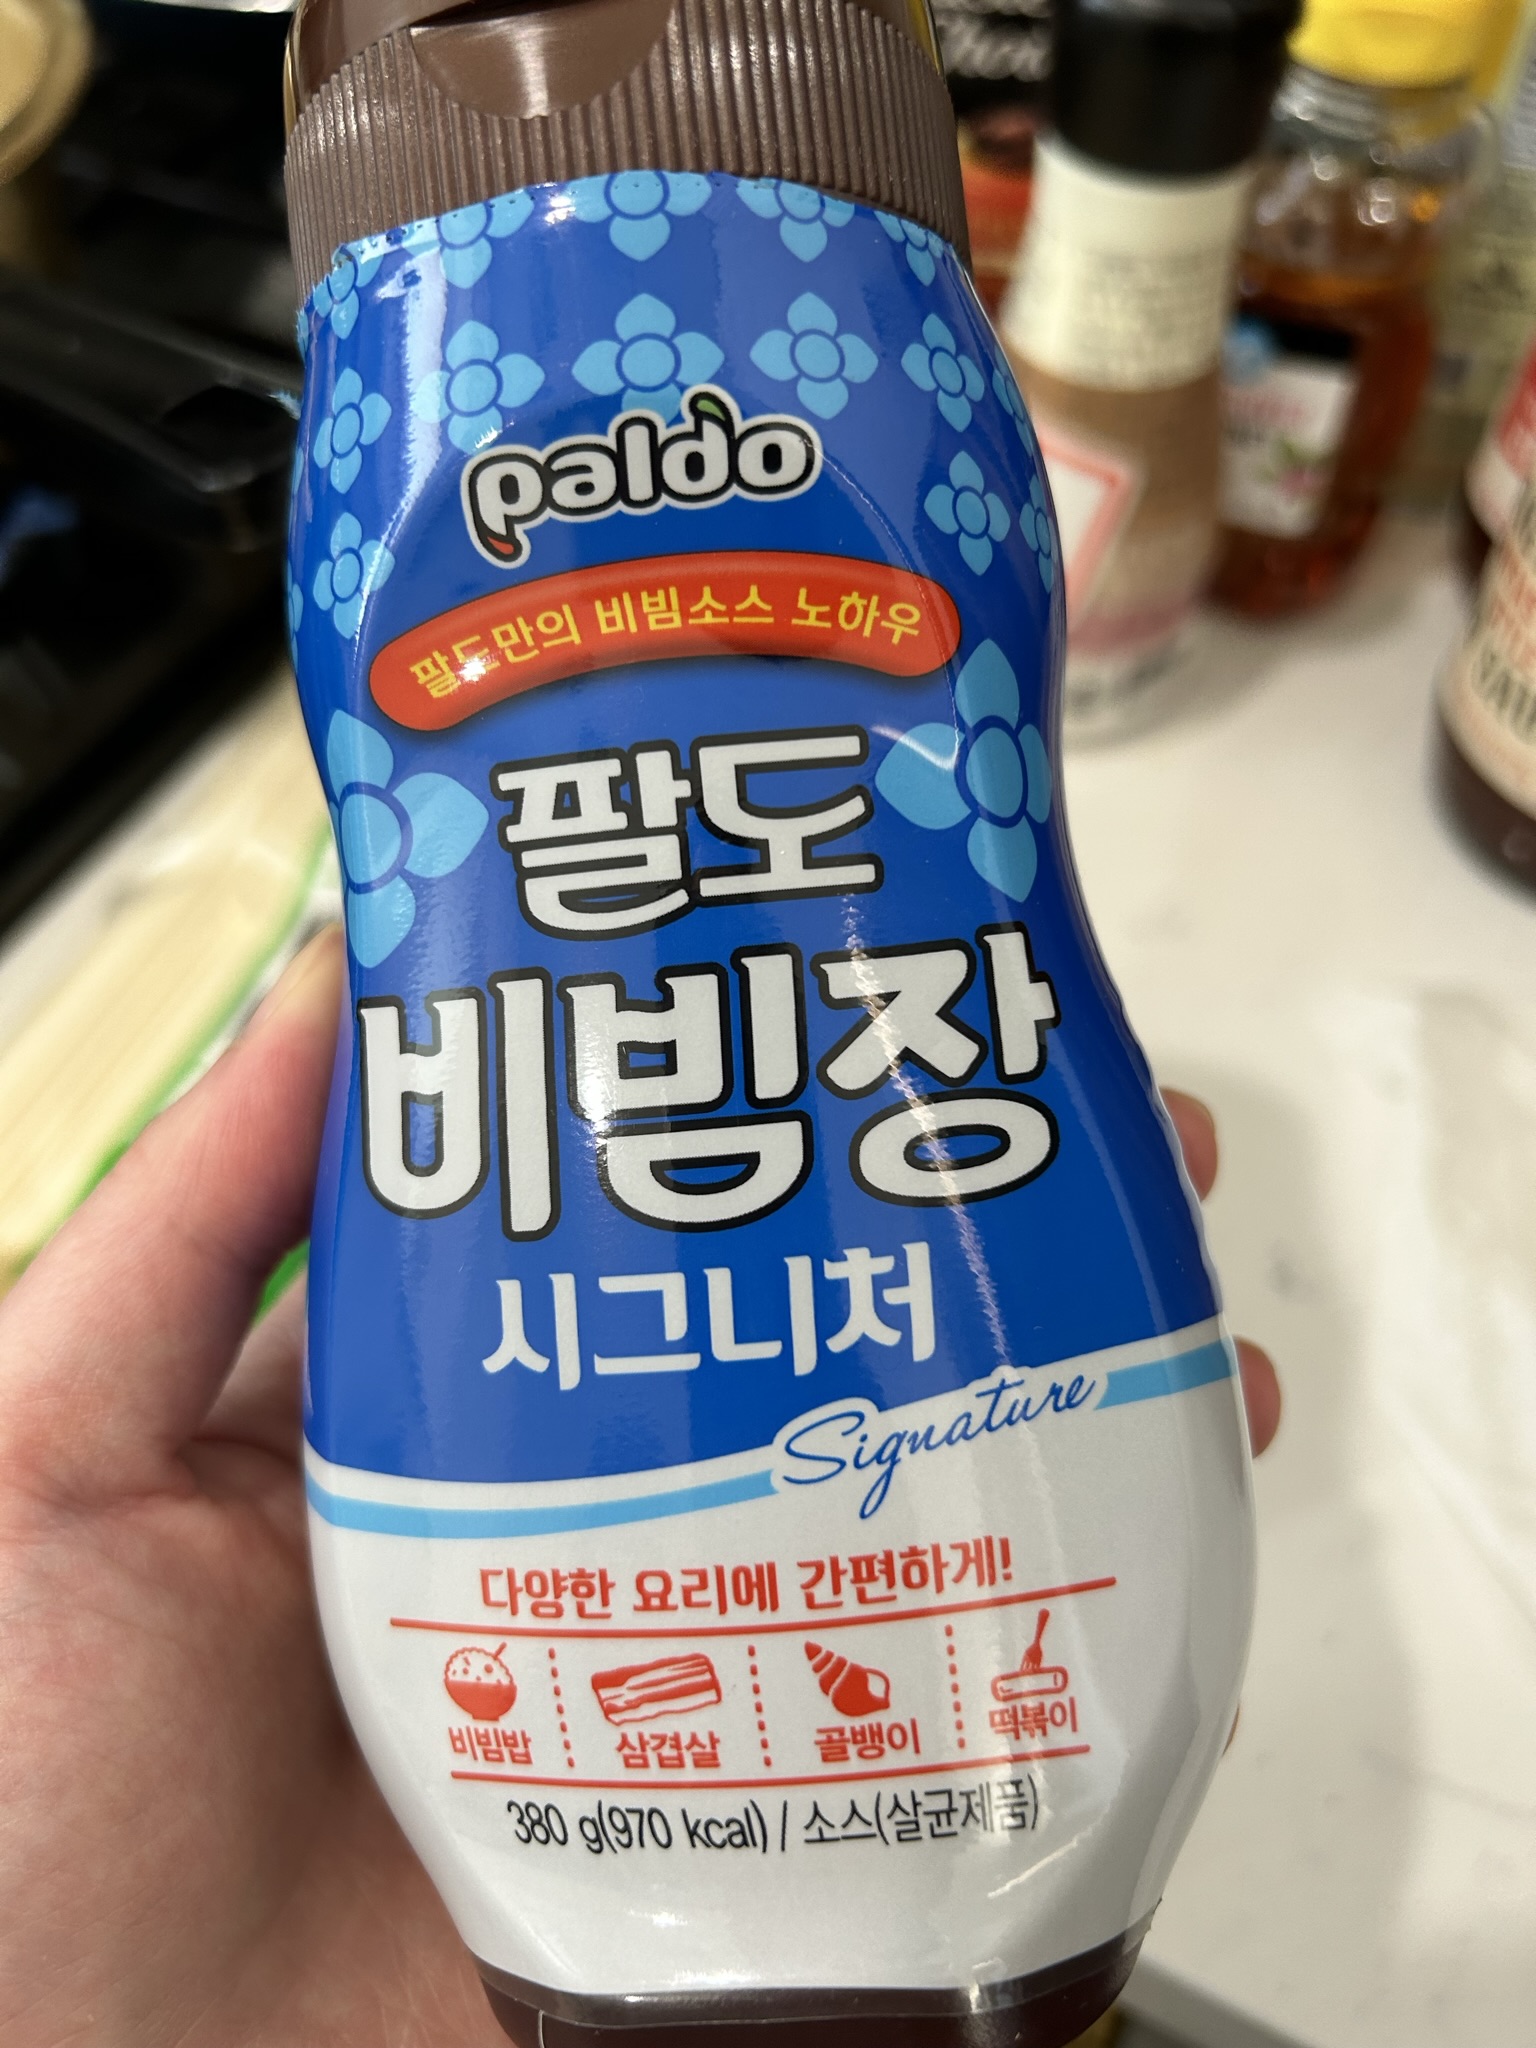 paldo
팔도만의 비빔소스 노하우
팔도
비빔장
시그니처
Signature
다양한 요리에 간편하게!
비빔밥 삼겹살 골뱅이 떡볶이
380 g(970 kcal) / 소스(살균제품)